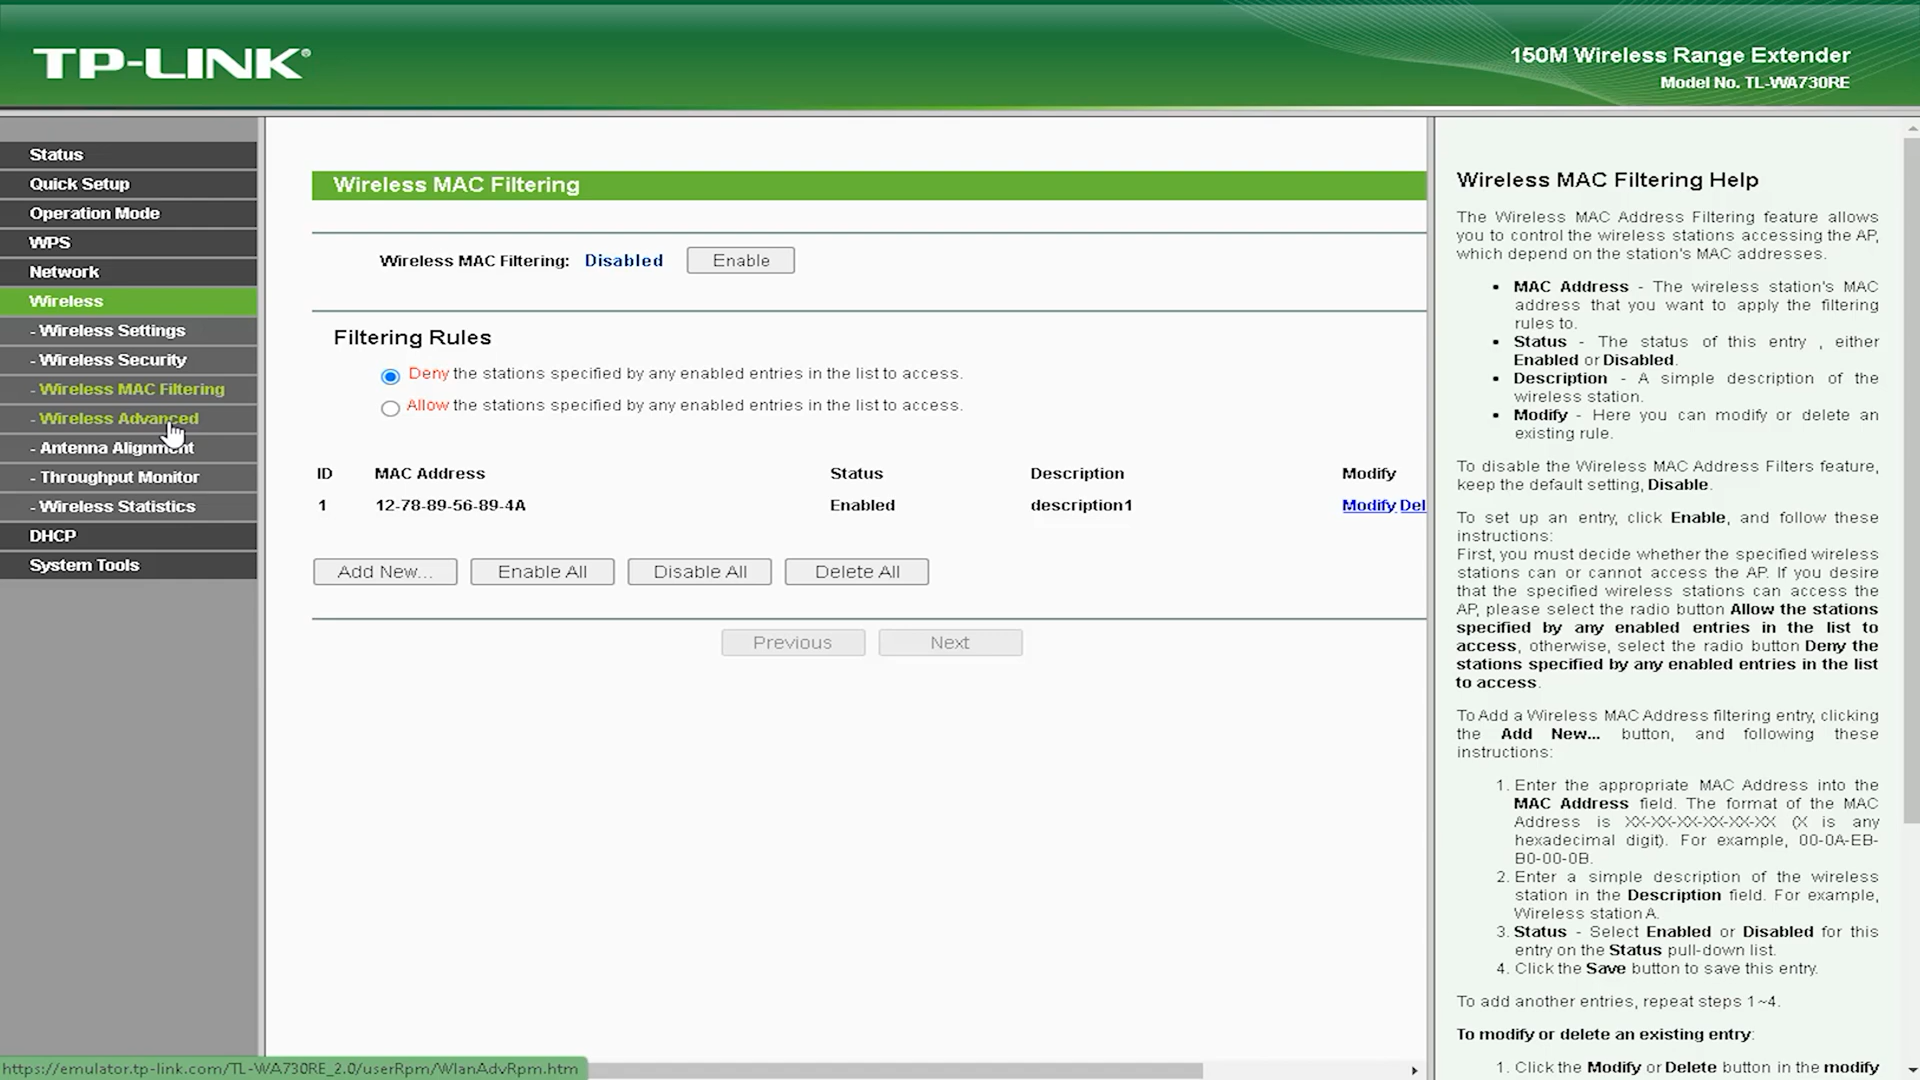 TP-LINK®
150M Wireless Range Extender
Model No. TL-WA730RE
Status
Quick Setup
Operation Mode
WPS
Network
Wireless
- Wireless Settings
- Wireless Security
- Wireless MAC Filtering
- Wireless Advanced
- Antenna Alignment
- Throughput Monitor
- Wireless Statistics
DHCP
System Tools
Wireless MAC Filtering
Wireless MAC Filtering: Disabled Enable
Filtering Rules
Deny the stations specified by any enabled entries in the list to access.
Allow the stations specified by any enabled entries in the list to access.
ID MAC Address Status Description Modify
1 12-78-89-56-89-4A Enabled description1 Modify Del
Add New... Enable All Disable All Delete All
Previous Next
Wireless MAC Filtering Help
The Wireless MAC Address Filtering feature allows
you to control the wireless stations accessing the AP,
which depend on the station's MAC addresses.
• MAC Address - The wireless station's MAC
address that you want to apply the filtering
rules to.
• Status - The status of this entry , either
Enabled or Disabled.
• Description - A simple description of the
wireless station.
• Modify - Here you can modify or delete an
existing rule.
To disable the Wireless MAC Address Filters feature,
keep the default setting, Disable.
To set up an entry, click Enable, and follow these
instructions:
First, you must decide whether the specified wireless
stations can or cannot access the AP. If you desire
that the specified wireless stations can access the
AP, please select the radio button Allow the stations
specified by any enabled entries in the list to
access, otherwise, select the radio button Deny the
stations specified by any enabled entries in the list
to access.
To Add a Wireless MAC Address filtering entry, clicking
the Add New... button, and following these
instructions:
1. Enter the appropriate MAC Address into the
MAC Address field. The format of the MAC
Address is XX-XX-XX-XX-XX-XX (X is any
hexadecimal digit). For example, 00-0A-EB-
B0-00-0B.
2. Enter a simple description of the wireless
station in the Description field. For example,
Wireless station A.
3. Status - Select Enabled or Disabled for this
entry on the Status pull-down list.
4. Click the Save button to save this entry.
To add another entries, repeat steps 1~4.
To modify or delete an existing entry:
1. Click the Modify or Delete button in the modify
https://emulator.tp-link.com/TL-WA730RE_2.0/userRpm/WlanAdvRpm.htm